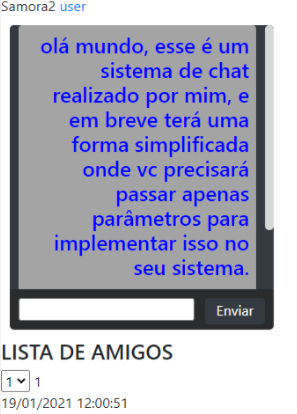 Samora2 user
olá mundo, esse é um
sistema de chat
realizado por mim, e
em breve terá uma
forma simplificada
onde vc precisará
passar apenas
parâmetros para
implementar isso no
seu sistema.
Enviar
LISTA DE AMIGOS
1 1
19/01/2021 12:00:51